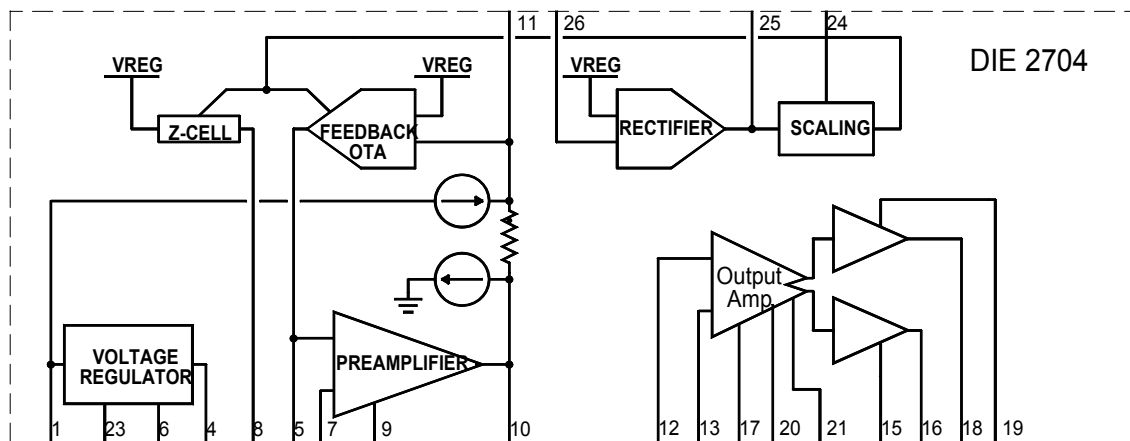 11 26 25 24
DIE 2704
VREG VREG VREG
Z-CELL
FEEDBACK
OTA
RECTIFIER
SCALING
Output
Amp
VOLTAGE
REGULATOR
PREAMPLIFIER
1 23 6 4 8 5 7 9 10 12 13 17 20 21 15 16 18 19